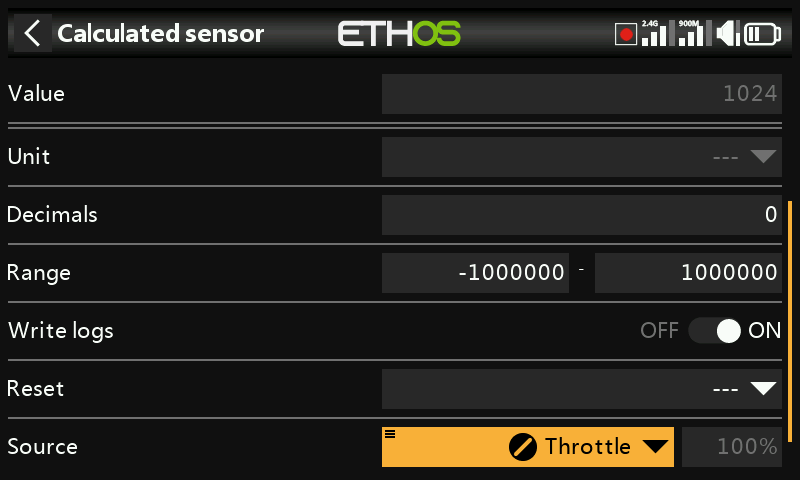 Calculated sensor ETHOS 2.4G 900M
Value 1024
Unit ---
Decimals 0
Range -1000000 - 1000000
Write logs OFF ON
Reset ---
Source Throttle 100%